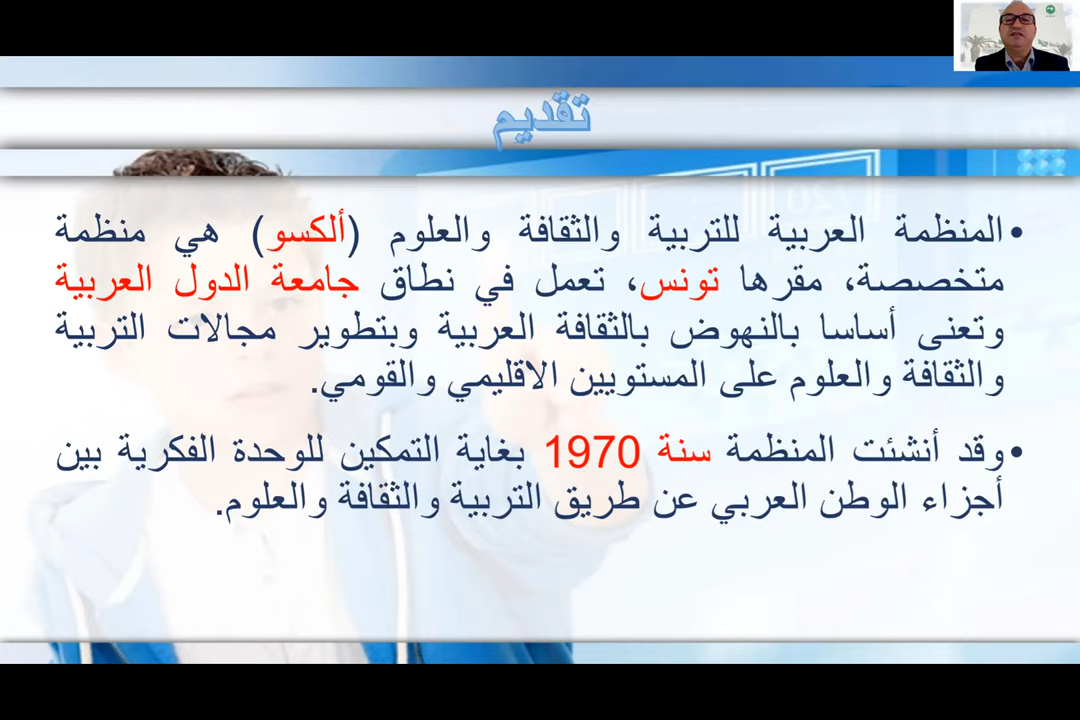 تقديم
•المنظمة العربية للتربية والثقافة والعلوم (ألكسو) هي منظمة
متخصصة، مقرها تونس، تعمل في نطاق جامعة الدول العربية
وتعنى أساسا بالنهوض بالثقافة العربية وبتطوير مجالات التربية
والثقافة والعلوم على المستويين الاقليمي والقومي.
•وقد أنشئت المنظمة سنة 1970 بغاية التمكين للوحدة الفكرية بين
أجزاء الوطن العربي عن طريق التربية والثقافة والعلوم.